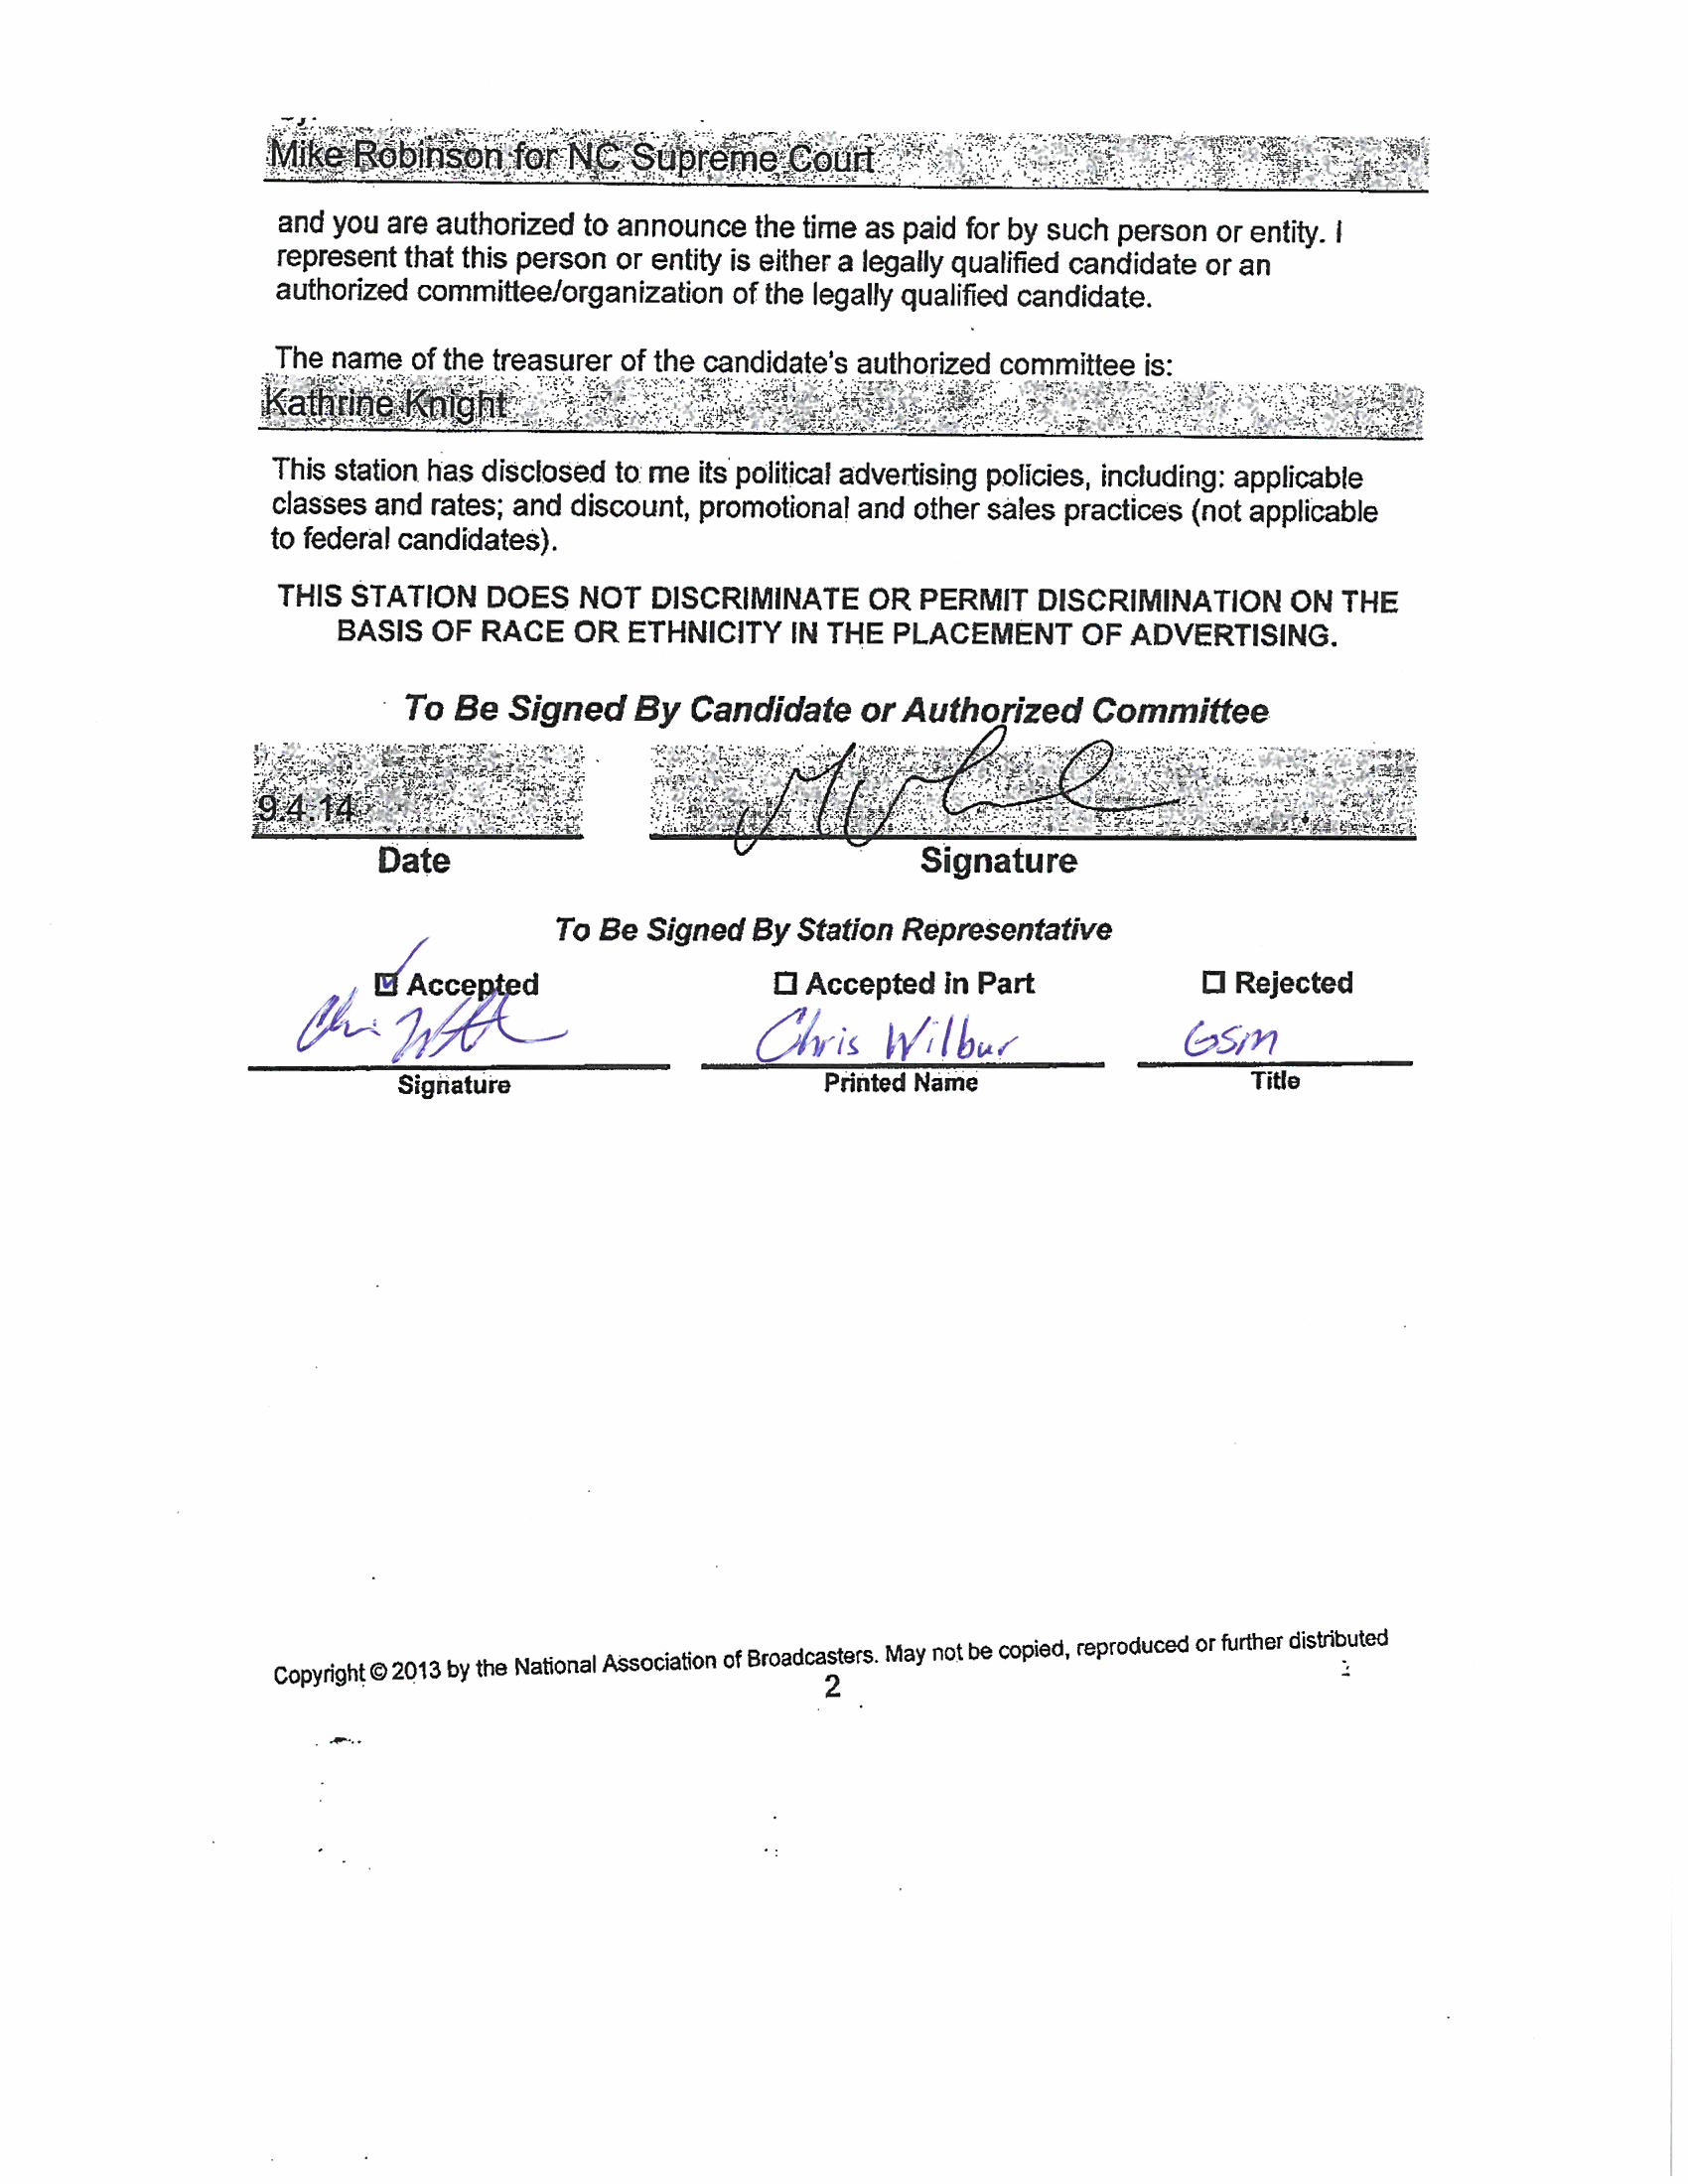 Mike Robinson for NC Supreme Court
and you are authorized to announce the time as paid for by such person or entity. I
represent that this person or entity is either a legally qualified candidate or an
authorized committee/organization of the legally qualified candidate.
The name of the treasurer of the candidate's authorized committee is:
Kathrine Knight
This station has disclosed to me its political advertising policies, including: applicable
classes and rates; and discount, promotional and other sales practices (not applicable
to federal candidates).
THIS STATION DOES NOT DISCRIMINATE OR PERMIT DISCRIMINATION ON THE
BASIS OF RACE OR ETHNICITY IN THE PLACEMENT OF ADVERTISING.
To Be Signed By Candidate or Authorized Committee
9.4.14
Date Signature
To Be Signed By Station Representative
Accepted Accepted in Part Rejected
Chris Wilbur GSM
Signature Printed Name Title
Copyright © 2013 by the National Association of Broadcasters. May not be copied, reproduced or further distributed
2